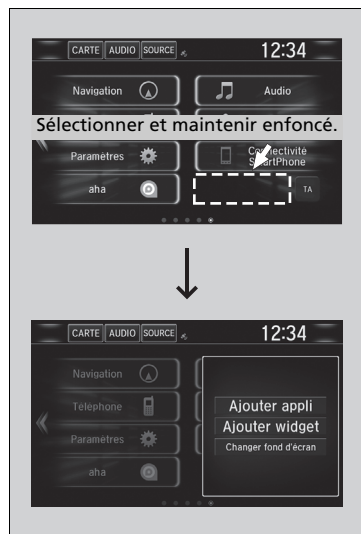 CARTE AUDIO SOURCE 12:34
Navigation Audio
Sélectionner et maintenir enfoncé.
Paramètres Connectivité
SmartPhone
aha TA
CARTE AUDIO SOURCE 12:34
Navigation
Téléphone
Paramètres
aha
Ajouter appli
Ajouter widget
Changer fond d'écran